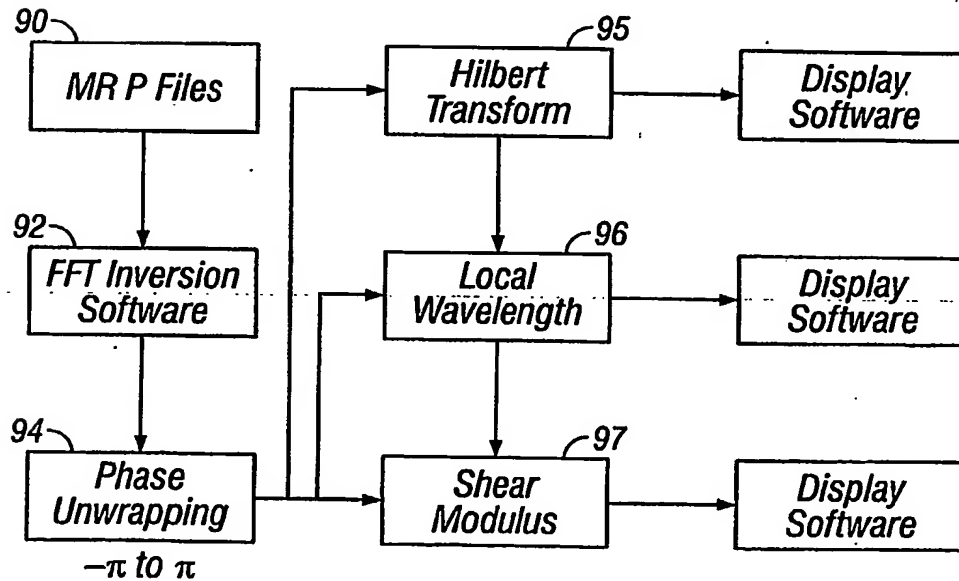 90
MR P Files
92
FFT Inversion
Software
94
Phase
Unwrapping
–π to π
95
Hilbert
Transform
96
Local
Wavelength
97
Shear
Modulus
Display
Software
Display
Software
Display
Software